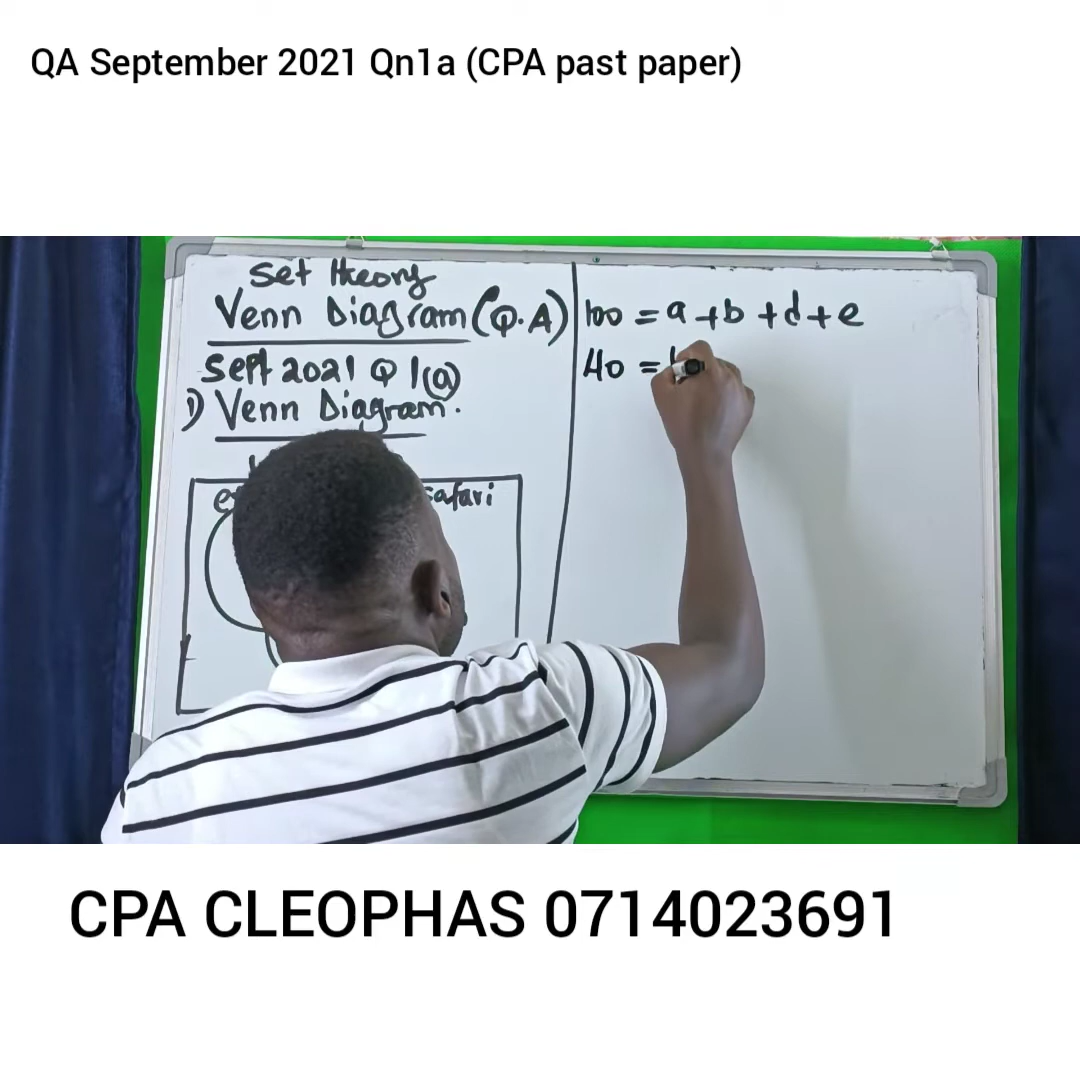 QA September 2021 Qn1a (CPA past paper)
Set theory
Venn Diagram (Q.A)
Sept 2021 Q 1(a)
1) Venn Diagram.
safari
100 = a + b + d + e
40 =
CPA CLEOPHAS 0714023691